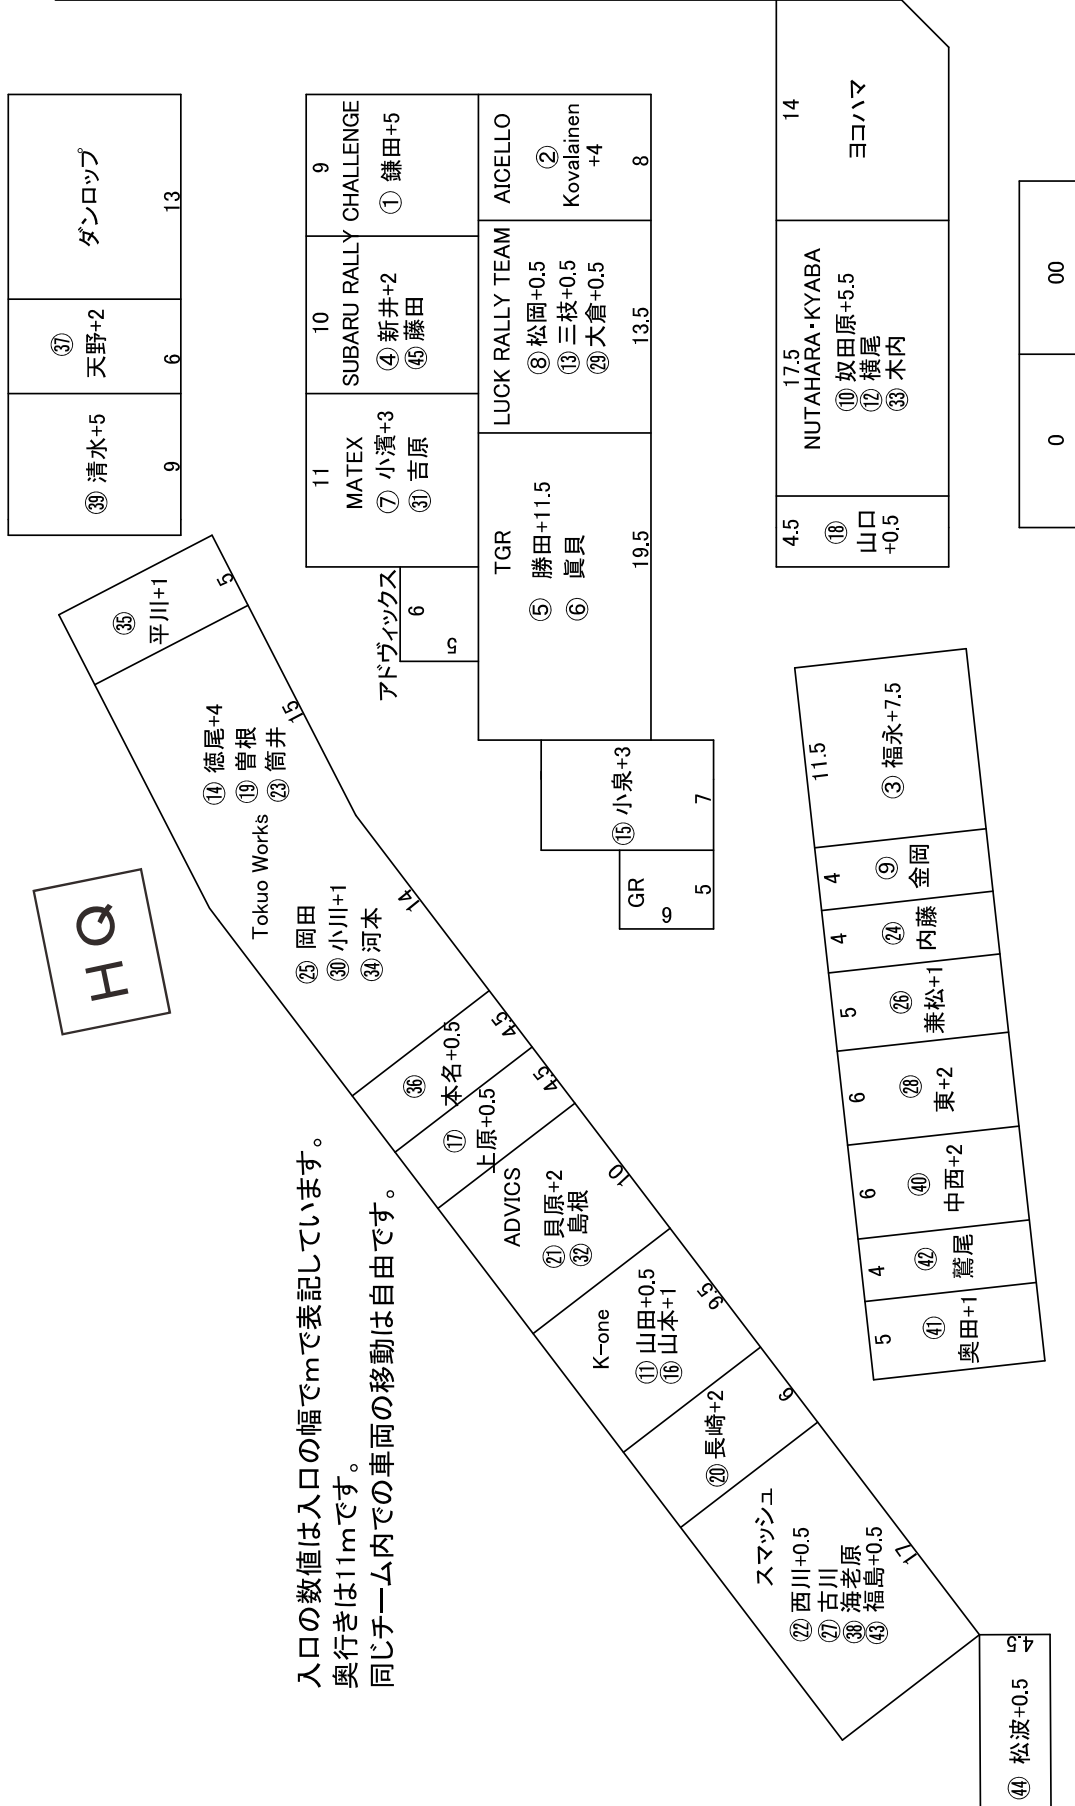 入口の数値は入口の幅でmで表記しています。
奥行きは11mです。
同じチーム内での車両の移動は自由です。
HQ
㊴ 清水+5
9
㊲
天野+2
6
ダンロップ
13
㉟
平川+1
5
Tokuo Works
⑭ 徳尾+4
⑲ 曽根
㉓ 筒井
15
㉕ 岡田
㉚ 小川+1
㉞ 河本
14
㊱
本名+0.5
4.5
⑰
上原+0.5
4.5
ADVICS
㉑ 貝原+2
㉜ 島根
10
K-one
⑪ 山田+0.5
⑯ 山本+1
9.5
⑳ 長崎+2
6
スマッシュ
㉒ 西川+0.5
㉗ 古川
㊳ 海老原
㊸ 福島+0.5
17
㊹ 松波+0.5
4.5
アドヴィックス
6
5
11
MATEX
⑦ 小濱+3
㉛ 吉原
10
9
SUBARU RALLY CHALLENGE
④ 新井+2
㊺ 藤田
① 鎌田+5
TGR
⑤ 勝田+11.5
⑥ 眞貝
19.5
LUCK RALLY TEAM
⑧ 松岡+0.5
⑬ 三枝+0.5
㉙ 大倉+0.5
13.5
AICELLO
②
Kovalainen
+4
8
⑮ 小泉+3
7
GR
9
5
4.5
⑱
山口
+0.5
17.5
NUTAHARA・KYABA
⑩ 奴田原+5.5
⑫ 横尾
㉝ 木内
14
ヨコハマ
0
00
5
㊶
奥田+1
4
㊷
鷲尾
6
㊵
中西+2
6
㉘
東+2
5
㉖
兼松+1
4
㉔
内藤
4
⑨
金岡
11.5
③ 福永+7.5